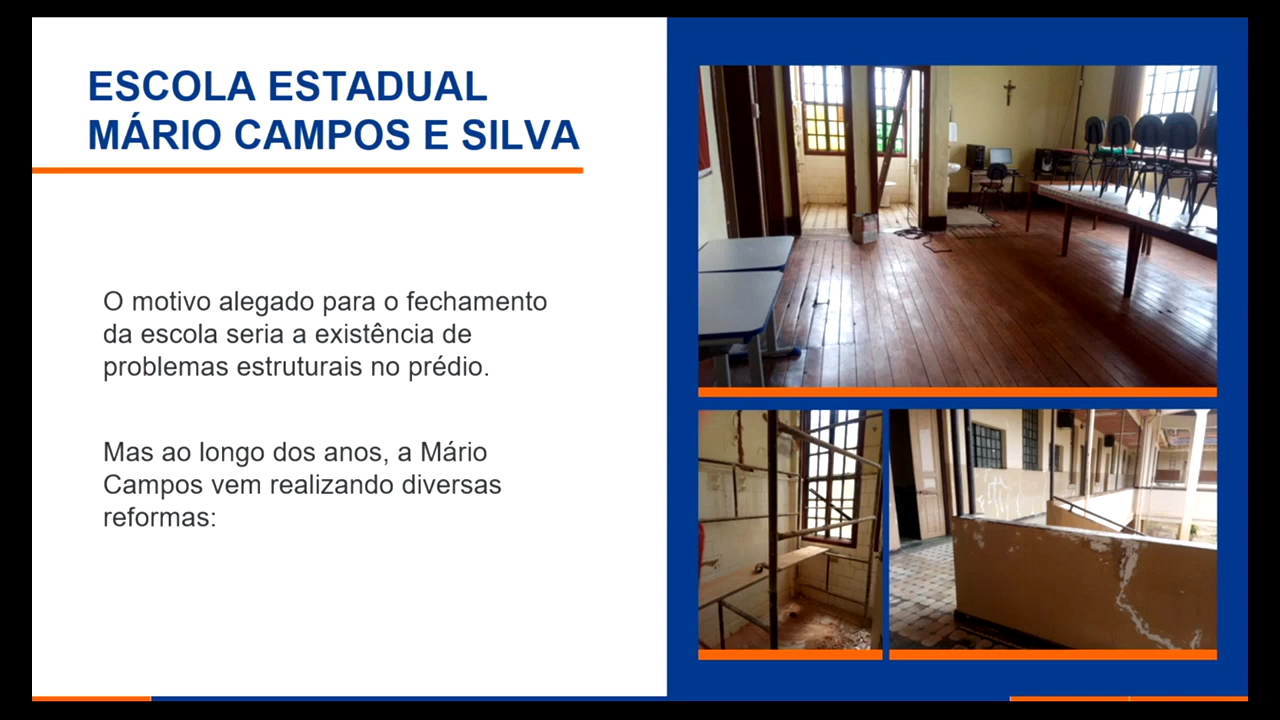 ESCOLA ESTADUAL
MÁRIO CAMPOS E SILVA
O motivo alegado para o fechamento
da escola seria a existência de
problemas estruturais no prédio.
Mas ao longo dos anos, a Mário
Campos vem realizando diversas
reformas: